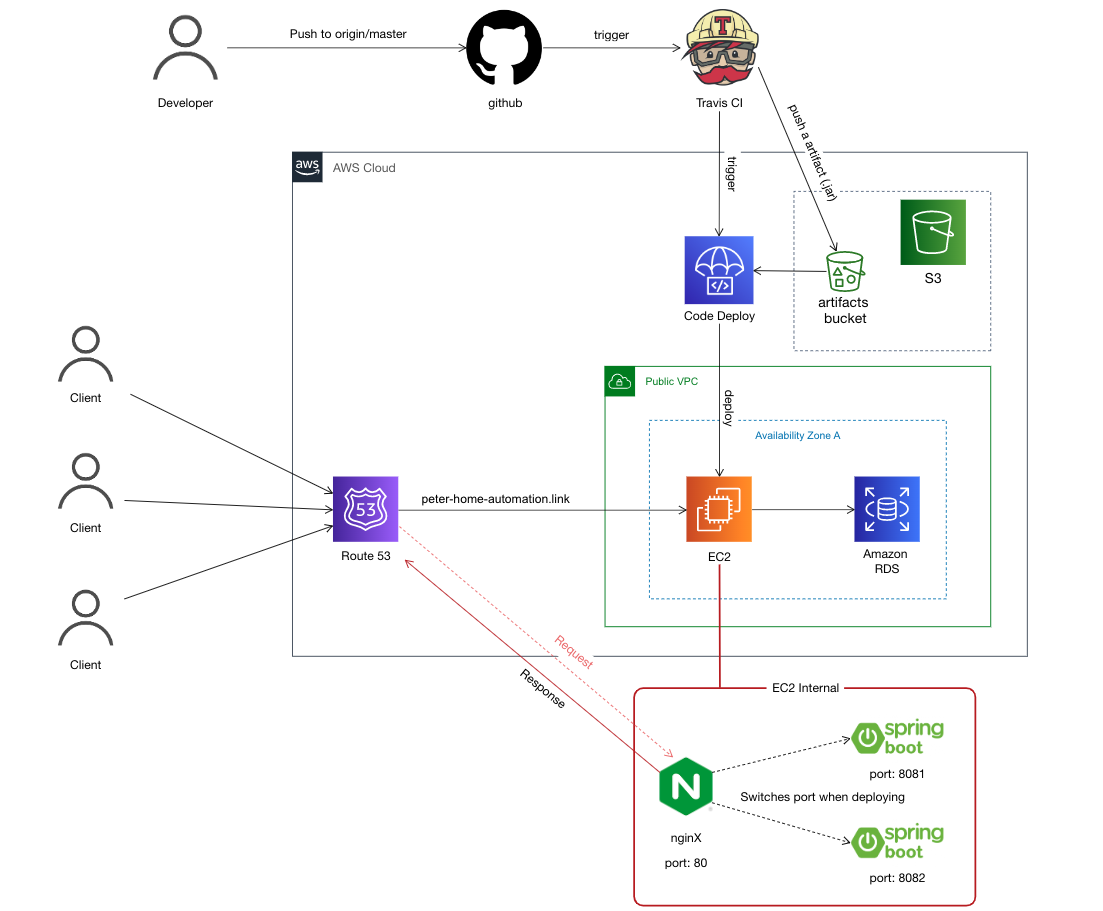 Push to origin/master
trigger
T
Developer
github
Travis CI
push a artifact (.jar)
trigger
aws
AWS Cloud
S3
artifacts
bucket
Code Deploy
Public VPC
deploy
Availability Zone A
Client
Client
Client
53
Route 53
peter-home-automation.link
EC2
Amazon
RDS
Request
Response
EC2 Internal
spring
boot
port: 8081
Switches port when deploying
N
nginX
port: 80
spring
boot
port: 8082